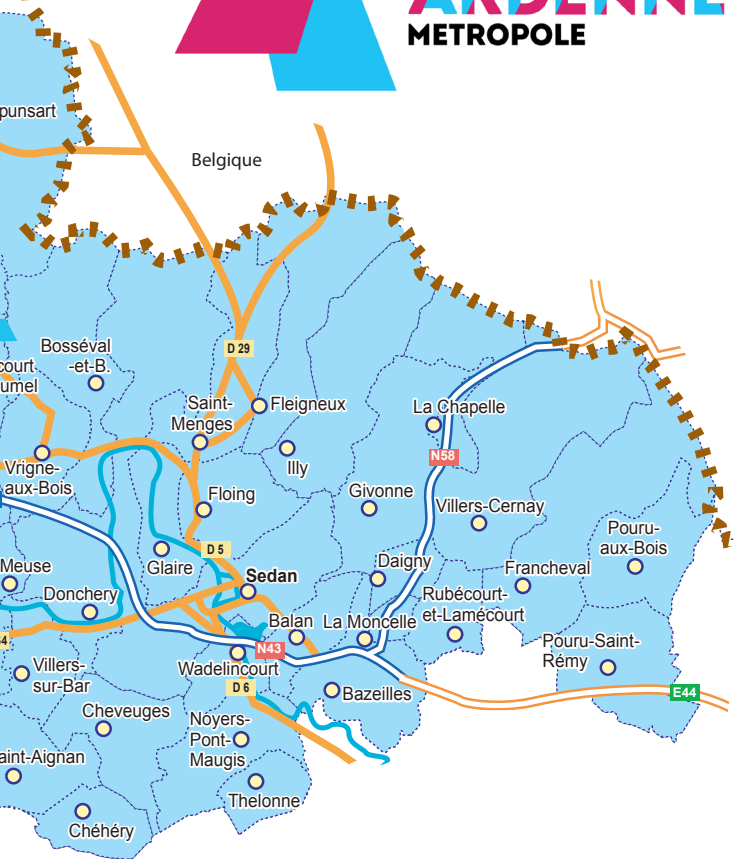 ARDENNE
METROPOLE
punsart
Belgique
D 29
Bosséval
-et-B.
court
umel
Saint-
Menges
Fleigneux
La Chapelle
Illy
N58
Vrigne-
aux-Bois
Floing
Givonne
Villers-Cernay
Pouru-
aux-Bois
D 5
Glaire
Meuse
Sedan
Daigny
Francheval
Donchery
Rubécourt-
et-Lamécourt
Balan
La Moncelle
N43
Pouru-Saint-
Rémy
Villers-
sur-Bar
Wadelincourt
D 6
Bazeilles
E44
Cheveuges
Noyers-
Pont-
Maugis
aint-Aignan
Thelonne
Chéhéry